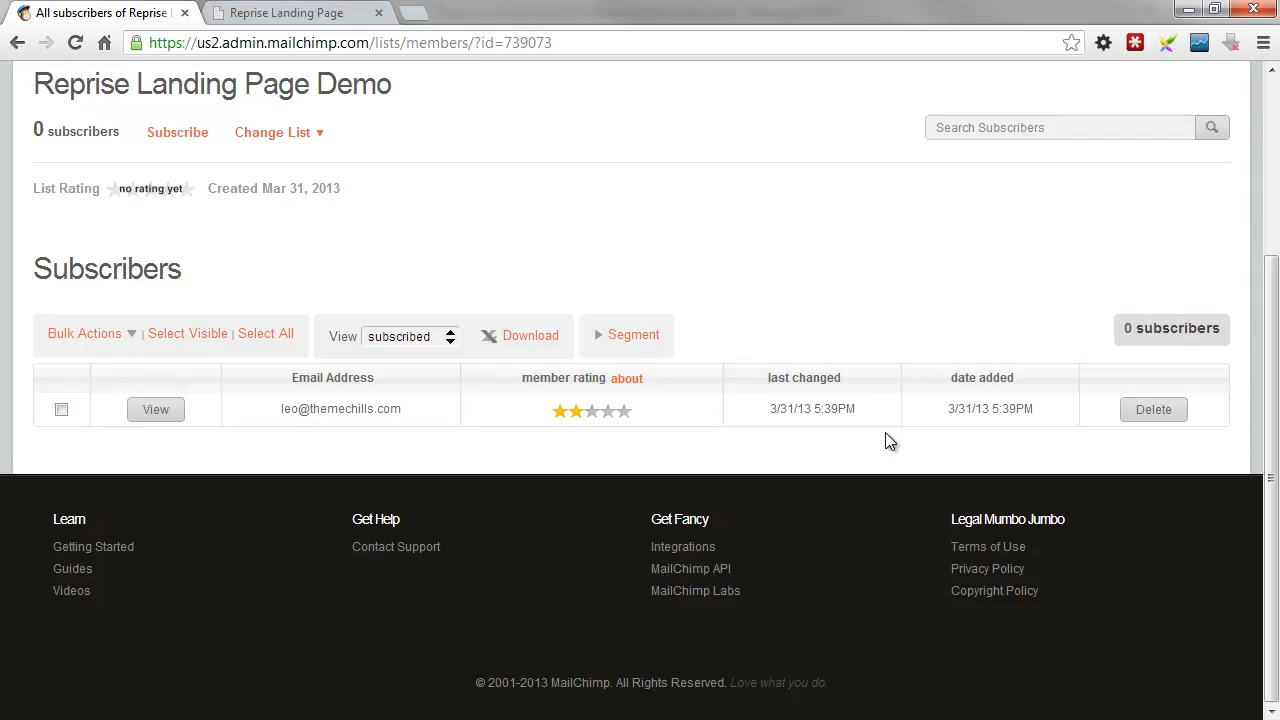 All subscribers of Reprise L
Reprise Landing Page
https://us2.admin.mailchimp.com/lists/members/?id=739073
Reprise Landing Page Demo
0 subscribers Subscribe Change List ▼
Search Subscribers
List Rating no rating yet Created Mar 31, 2013
Subscribers
Bulk Actions ▼ | Select Visible | Select All View subscribed Download Segment 0 subscribers
Email Address member rating about last changed date added
View leo@themechills.com 3/31/13 5:39PM 3/31/13 5:39PM Delete
Learn Get Help Get Fancy Legal Mumbo Jumbo
Getting Started Contact Support Integrations Terms of Use
Guides MailChimp API Privacy Policy
Videos MailChimp Labs Copyright Policy
© 2001-2013 MailChimp. All Rights Reserved. Love what you do.